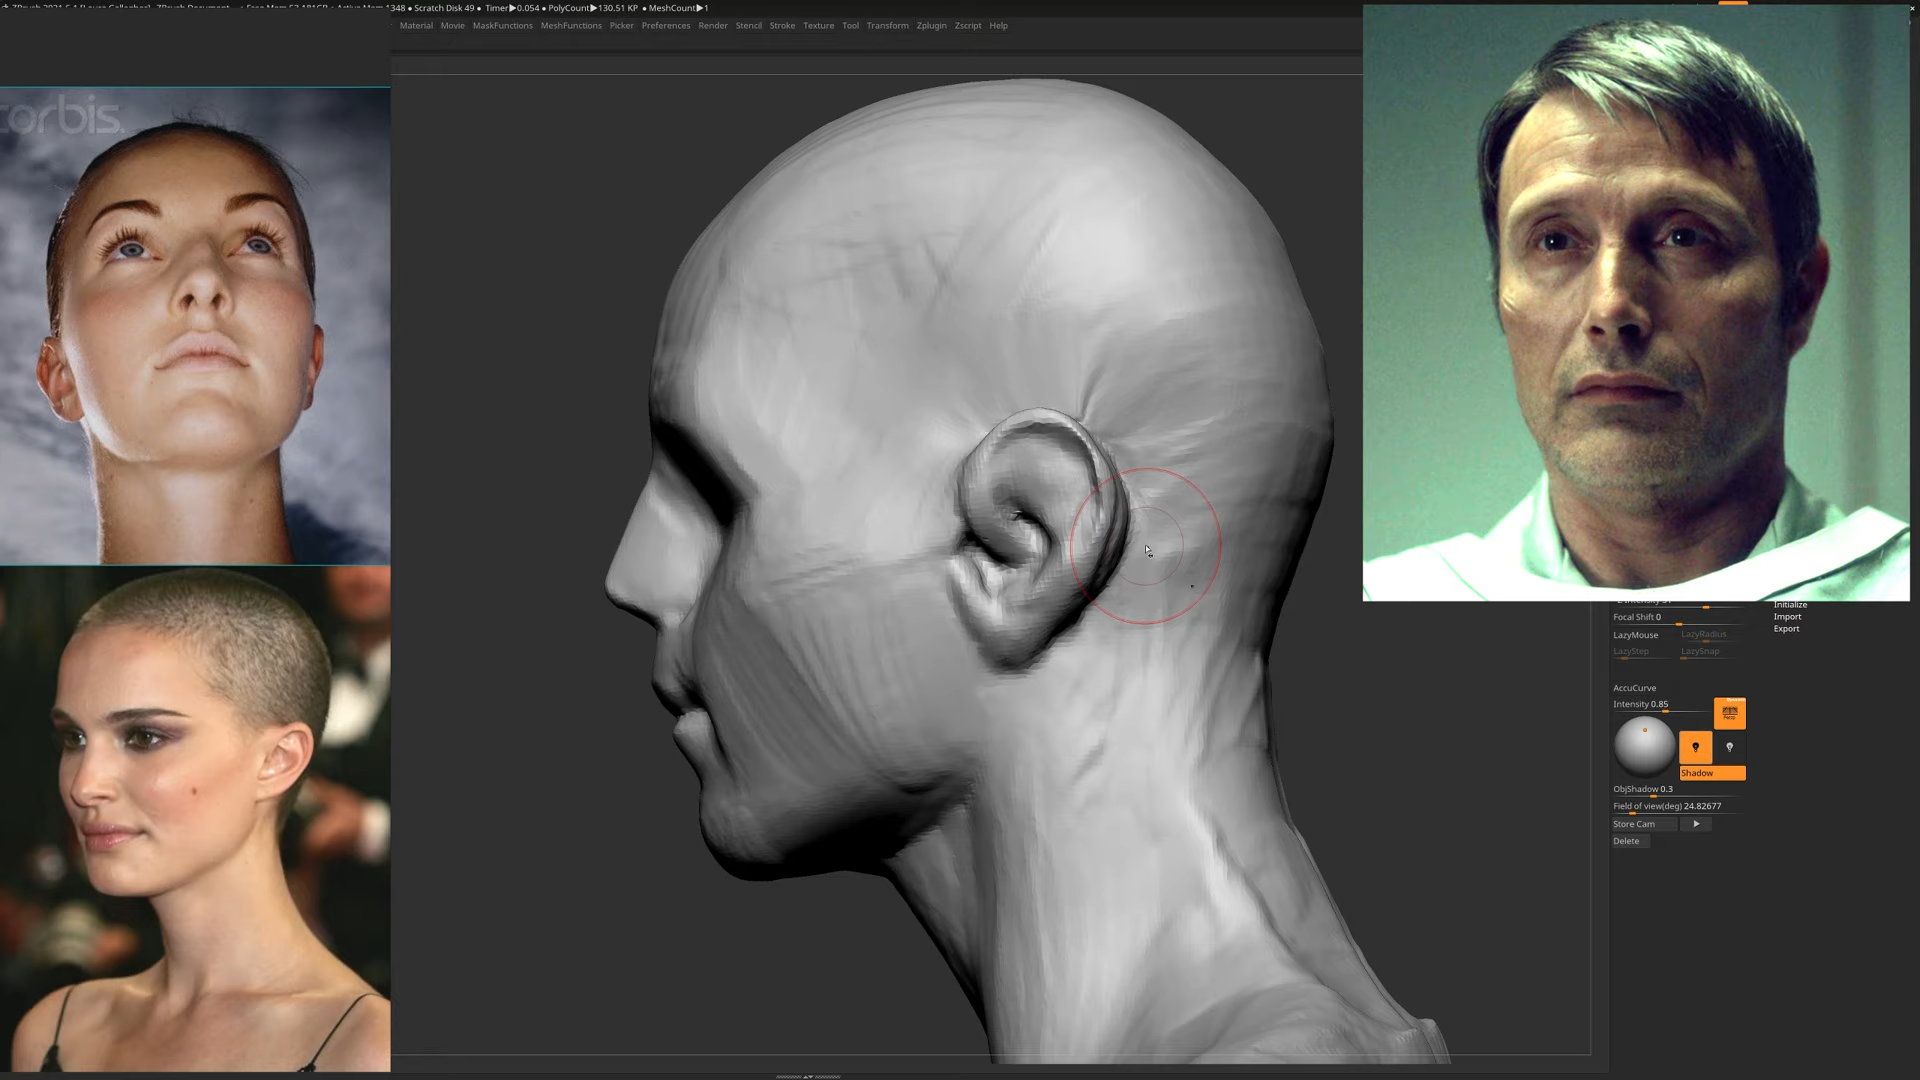 348 ● Scratch Disk 49 ● Timer▶0.054 ● PolyCount▶130.51 KP ● MeshCount▶1
Material Movie MaskFunctions MeshFunctions Picker Preferences Render Stencil Stroke Texture Tool Transform Zplugin Zscript Help
corbis.
Initialize
Focal Shift 0
Import
Export
LazyMouse LazyRadius
LazyStep LazySnap
AccuCurve
Intensity 0.85
Persp
Shadow
ObjShadow 0.3
Field of view(deg) 24.82677
Store Cam
Delete